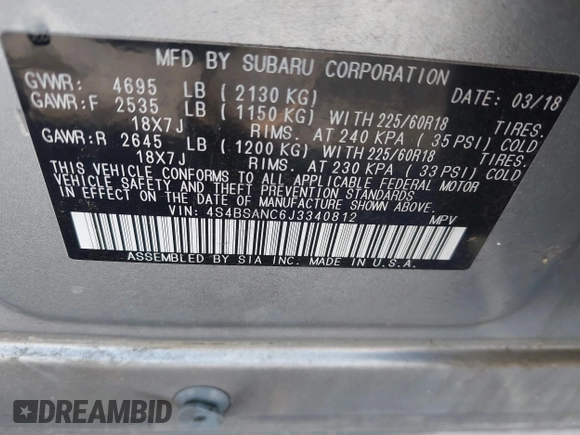 MFD BY SUBARU CORPORATION
GVWR: 4695 LB ( 2130 KG) DATE: 03/18
GAWR:F 2535 LB ( 1150 KG) WITH 225/60R18 TIRES.
18X7J RIMS. AT 240 KPA ( 35 PSI) COLD
GAWR:R 2645 LB ( 1200 KG) WITH 225/60R18 TIRES.
18X7J RIMS. AT 230 KPA ( 33 PSI) COLD
THIS VEHICLE CONFORMS TO ALL APPLICABLE FEDERAL MOTOR
VEHICLE SAFETY AND THEFT PREVENTION STANDARDS
IN EFFECT ON THE DATE OF MANUFACTURE SHOWN ABOVE.
VIN: 4S4BSANC6J3340812 MPV
ASSEMBLED BY SIA INC. MADE IN U.S.A.
DREAMBID